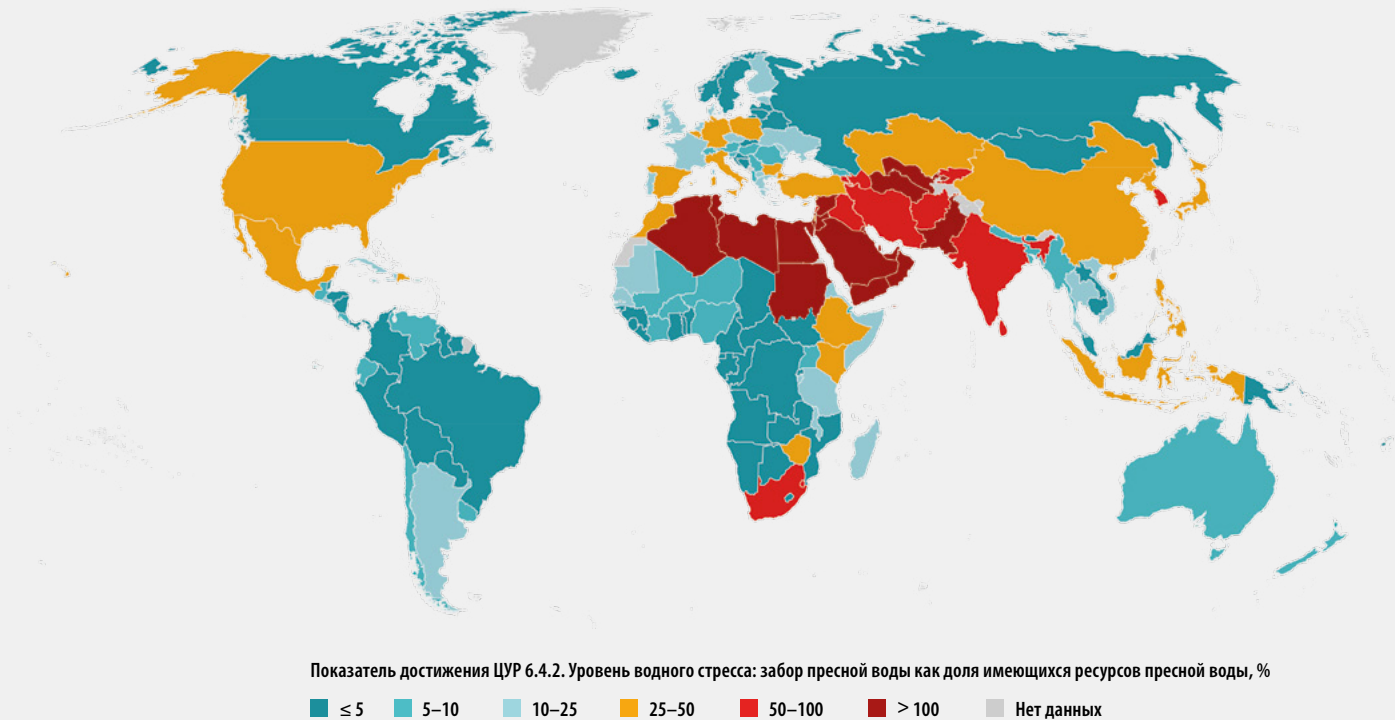 Показатель достижения ЦУР 6.4.2. Уровень водного стресса: забор пресной воды как доля имеющихся ресурсов пресной воды, %
≤ 5 5–10 10–25 25–50 50–100 > 100 Нет данных